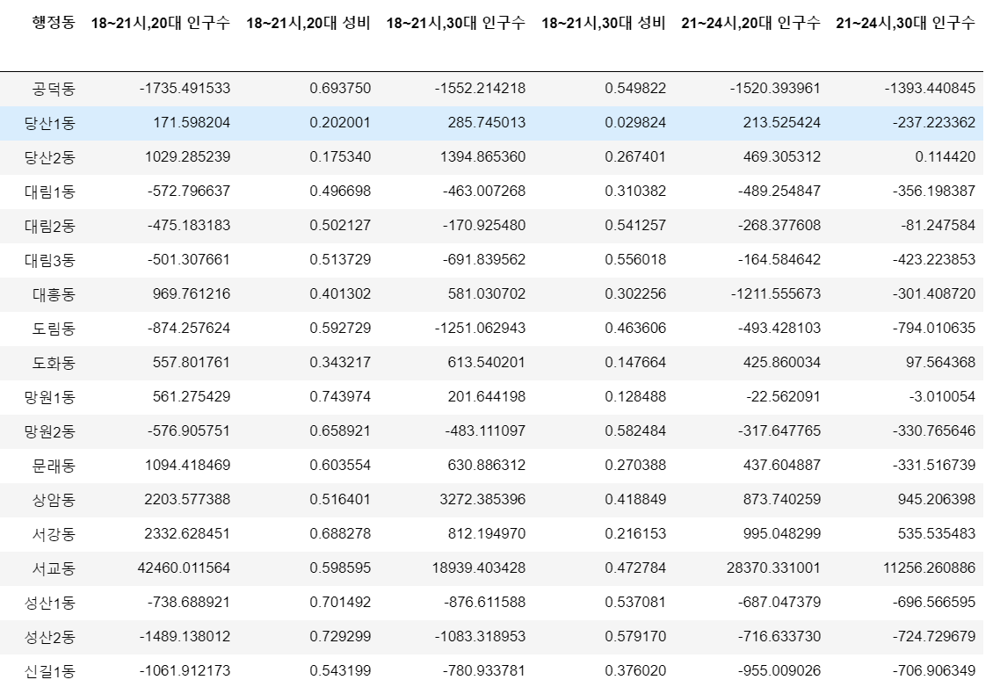 행정동 18~21시,20대 인구수 18~21시,20대 성비 18~21시,30대 인구수 18~21시,30대 성비 21~24시,20대 인구수 21~24시,30대 인구수
공덕동 -1735.491533 0.693750 -1552.214218 0.549822 -1520.393961 -1393.440845
당산1동 171.598204 0.202001 285.745013 0.029824 213.525424 -237.223362
당산2동 1029.285239 0.175340 1394.865360 0.267401 469.305312 0.114420
대림1동 -572.796637 0.496698 -463.007268 0.310382 -489.254847 -356.198387
대림2동 -475.183183 0.502127 -170.925480 0.541257 -268.377608 -81.247584
대림3동 -501.307661 0.513729 -691.839562 0.556018 -164.584642 -423.223853
대흥동 969.761216 0.401302 581.030702 0.302256 -1211.555673 -301.408720
도림동 -874.257624 0.592729 -1251.062943 0.463606 -493.428103 -794.010635
도화동 557.801761 0.343217 613.540201 0.147664 425.860034 97.564368
망원1동 561.275429 0.743974 201.644198 0.128488 -22.562091 -3.010054
망원2동 -576.905751 0.658921 -483.111097 0.582484 -317.647765 -330.765646
문래동 1094.418469 0.603554 630.886312 0.270388 437.604887 -331.516739
상암동 2203.577388 0.516401 3272.385396 0.418849 873.740259 945.206398
서강동 2332.628451 0.688278 812.194970 0.216153 995.048299 535.535483
서교동 42460.011564 0.598595 18939.403428 0.472784 28370.331001 11256.260886
성산1동 -738.688921 0.701492 -876.611588 0.537081 -687.047379 -696.566595
성산2동 -1489.138012 0.729299 -1083.318953 0.579170 -716.633730 -724.729679
신길1동 -1061.912173 0.543199 -780.933781 0.376020 -955.009026 -706.906349